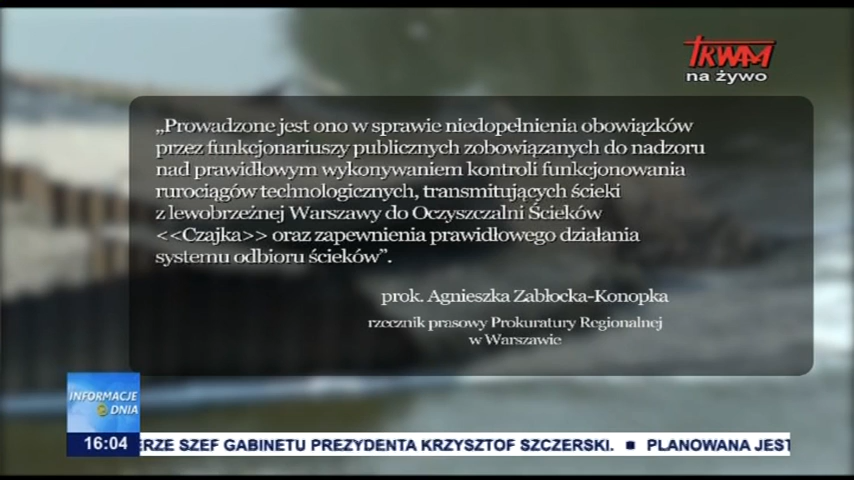 TRWAM
na żywo
„Prowadzone jest ono w sprawie niedopełnienia obowiązków
przez funkcjonariuszy publicznych zobowiązanych do nadzoru
nad prawidłowym wykonywaniem kontroli funkcjonowania
rurociągów technologicznych, transmitujących ścieki
z lewobrzeżnej Warszawy do Oczyszczalni Ścieków
<<Czajka>> oraz zapewnienia prawidłowego działania
systemu odbioru ścieków”.
prok. Agnieszka Zabłocka-Konopka
rzecznik prasowy Prokuratury Regionalnej
w Warszawie
INFORMACJE
DNIA
16:04 ERZE SZEF GABINETU PREZYDENTA KRZYSZTOF SZCZERSKI. ■ PLANOWANA JEST